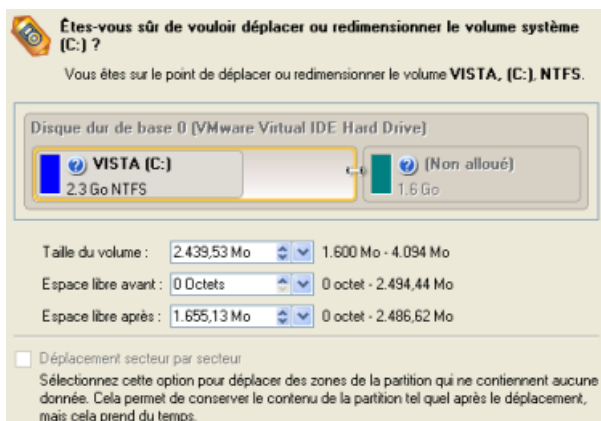 Êtes-vous sûr de vouloir déplacer ou redimensionner le volume système
(C:) ?
Vous êtes sur le point de déplacer ou redimensionner le volume VISTA, (C:), NTFS.
Disque dur de base 0 (VMware Virtual IDE Hard Drive)
VISTA (C:)
2.3 Go NTFS
(Non alloué)
1.6 Go
Taille du volume : 2.439,53 Mo 1.600 Mo - 4.094 Mo
Espace libre avant : 0 Octets 0 octet - 2.494,44 Mo
Espace libre après : 1.655,13 Mo 0 octet - 2.486,62 Mo
Déplacement secteur par secteur
Sélectionnez cette option pour déplacer des zones de la partition qui ne contiennent aucune
donnée. Cela permet de conserver le contenu de la partition tel quel après le déplacement,
mais cela prend du temps.